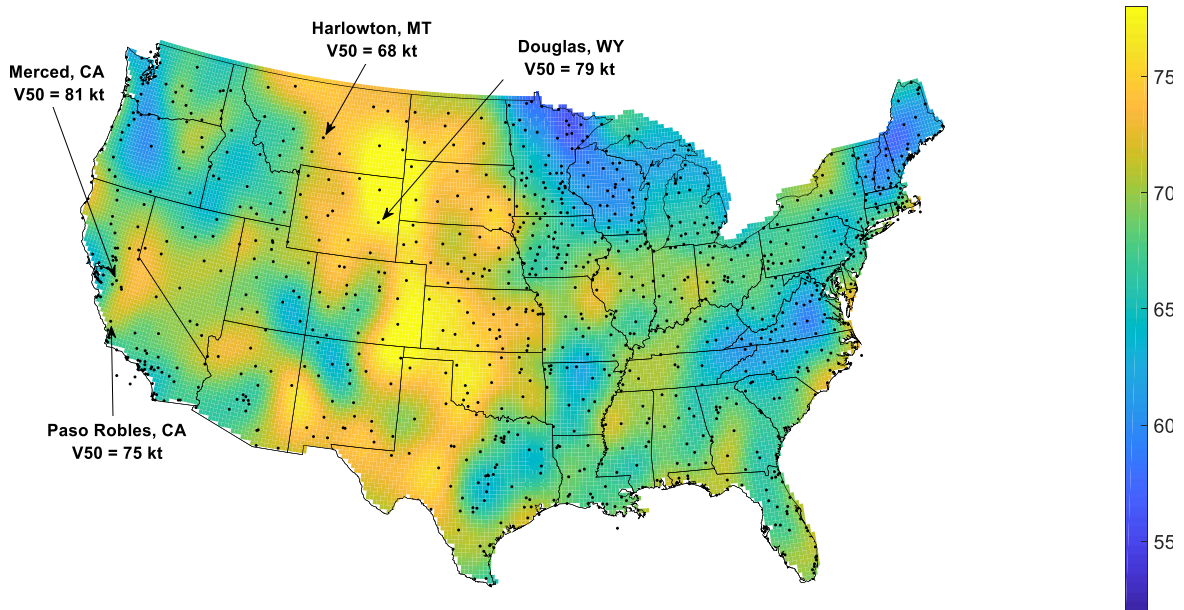 Harlowton, MT
V50 = 68 kt
Douglas, WY
V50 = 79 kt
Merced, CA
V50 = 81 kt
Paso Robles, CA
V50 = 75 kt
75
70
65
60
55